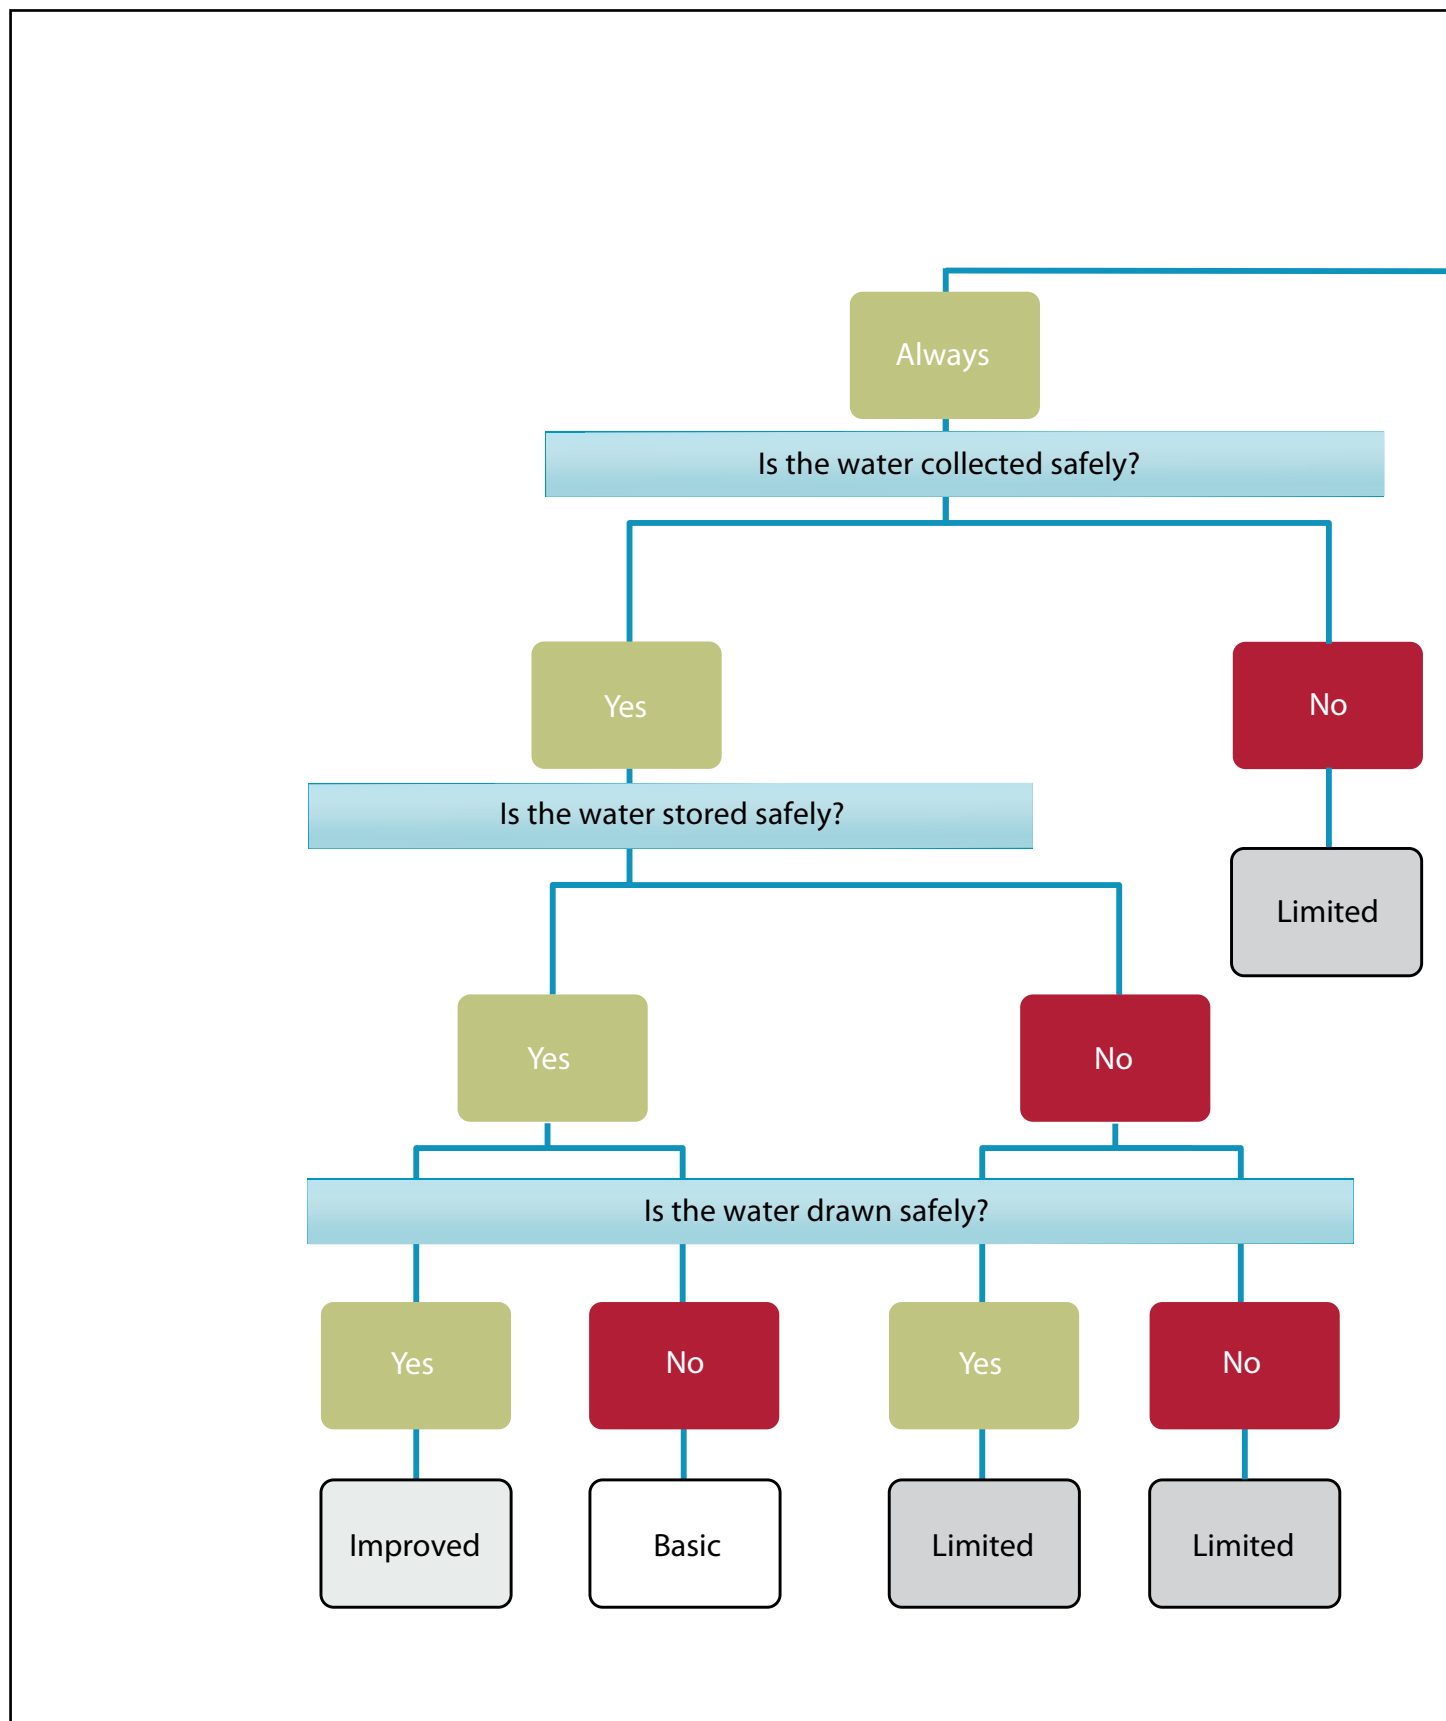 Always
Is the water collected safely?
Yes
No
Is the water stored safely?
Limited
Yes
No
Is the water drawn safely?
Yes
No
Yes
No
Improved
Basic
Limited
Limited